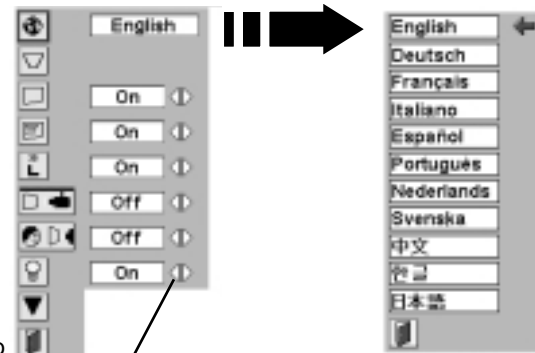 English
On
On
On
Off
Off
On
English
Deutsch
Français
Italiano
Español
Português
Nederlands
Svenska
中文
한글
日本語